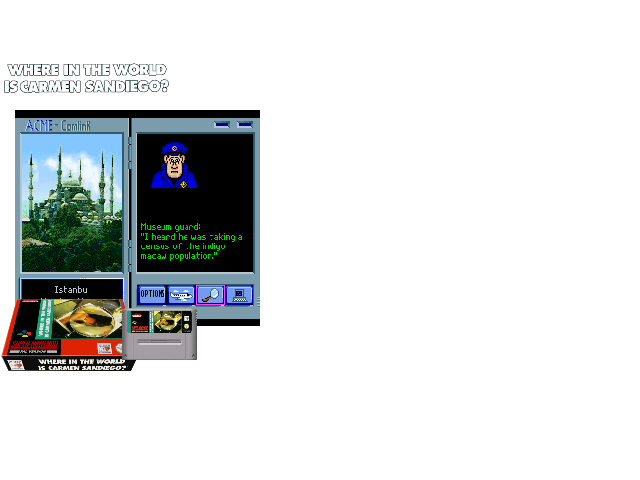 WHERE IN THE WORLD
IS CARMEN SANDIEGO?
ACME - Comlink
Museum guard:
"I heard he was taking a
census of the indigo
macaw population."
Istanbu
OPTIONS
WHERE IN THE WORLD
IS CARMEN SANDIEGO?